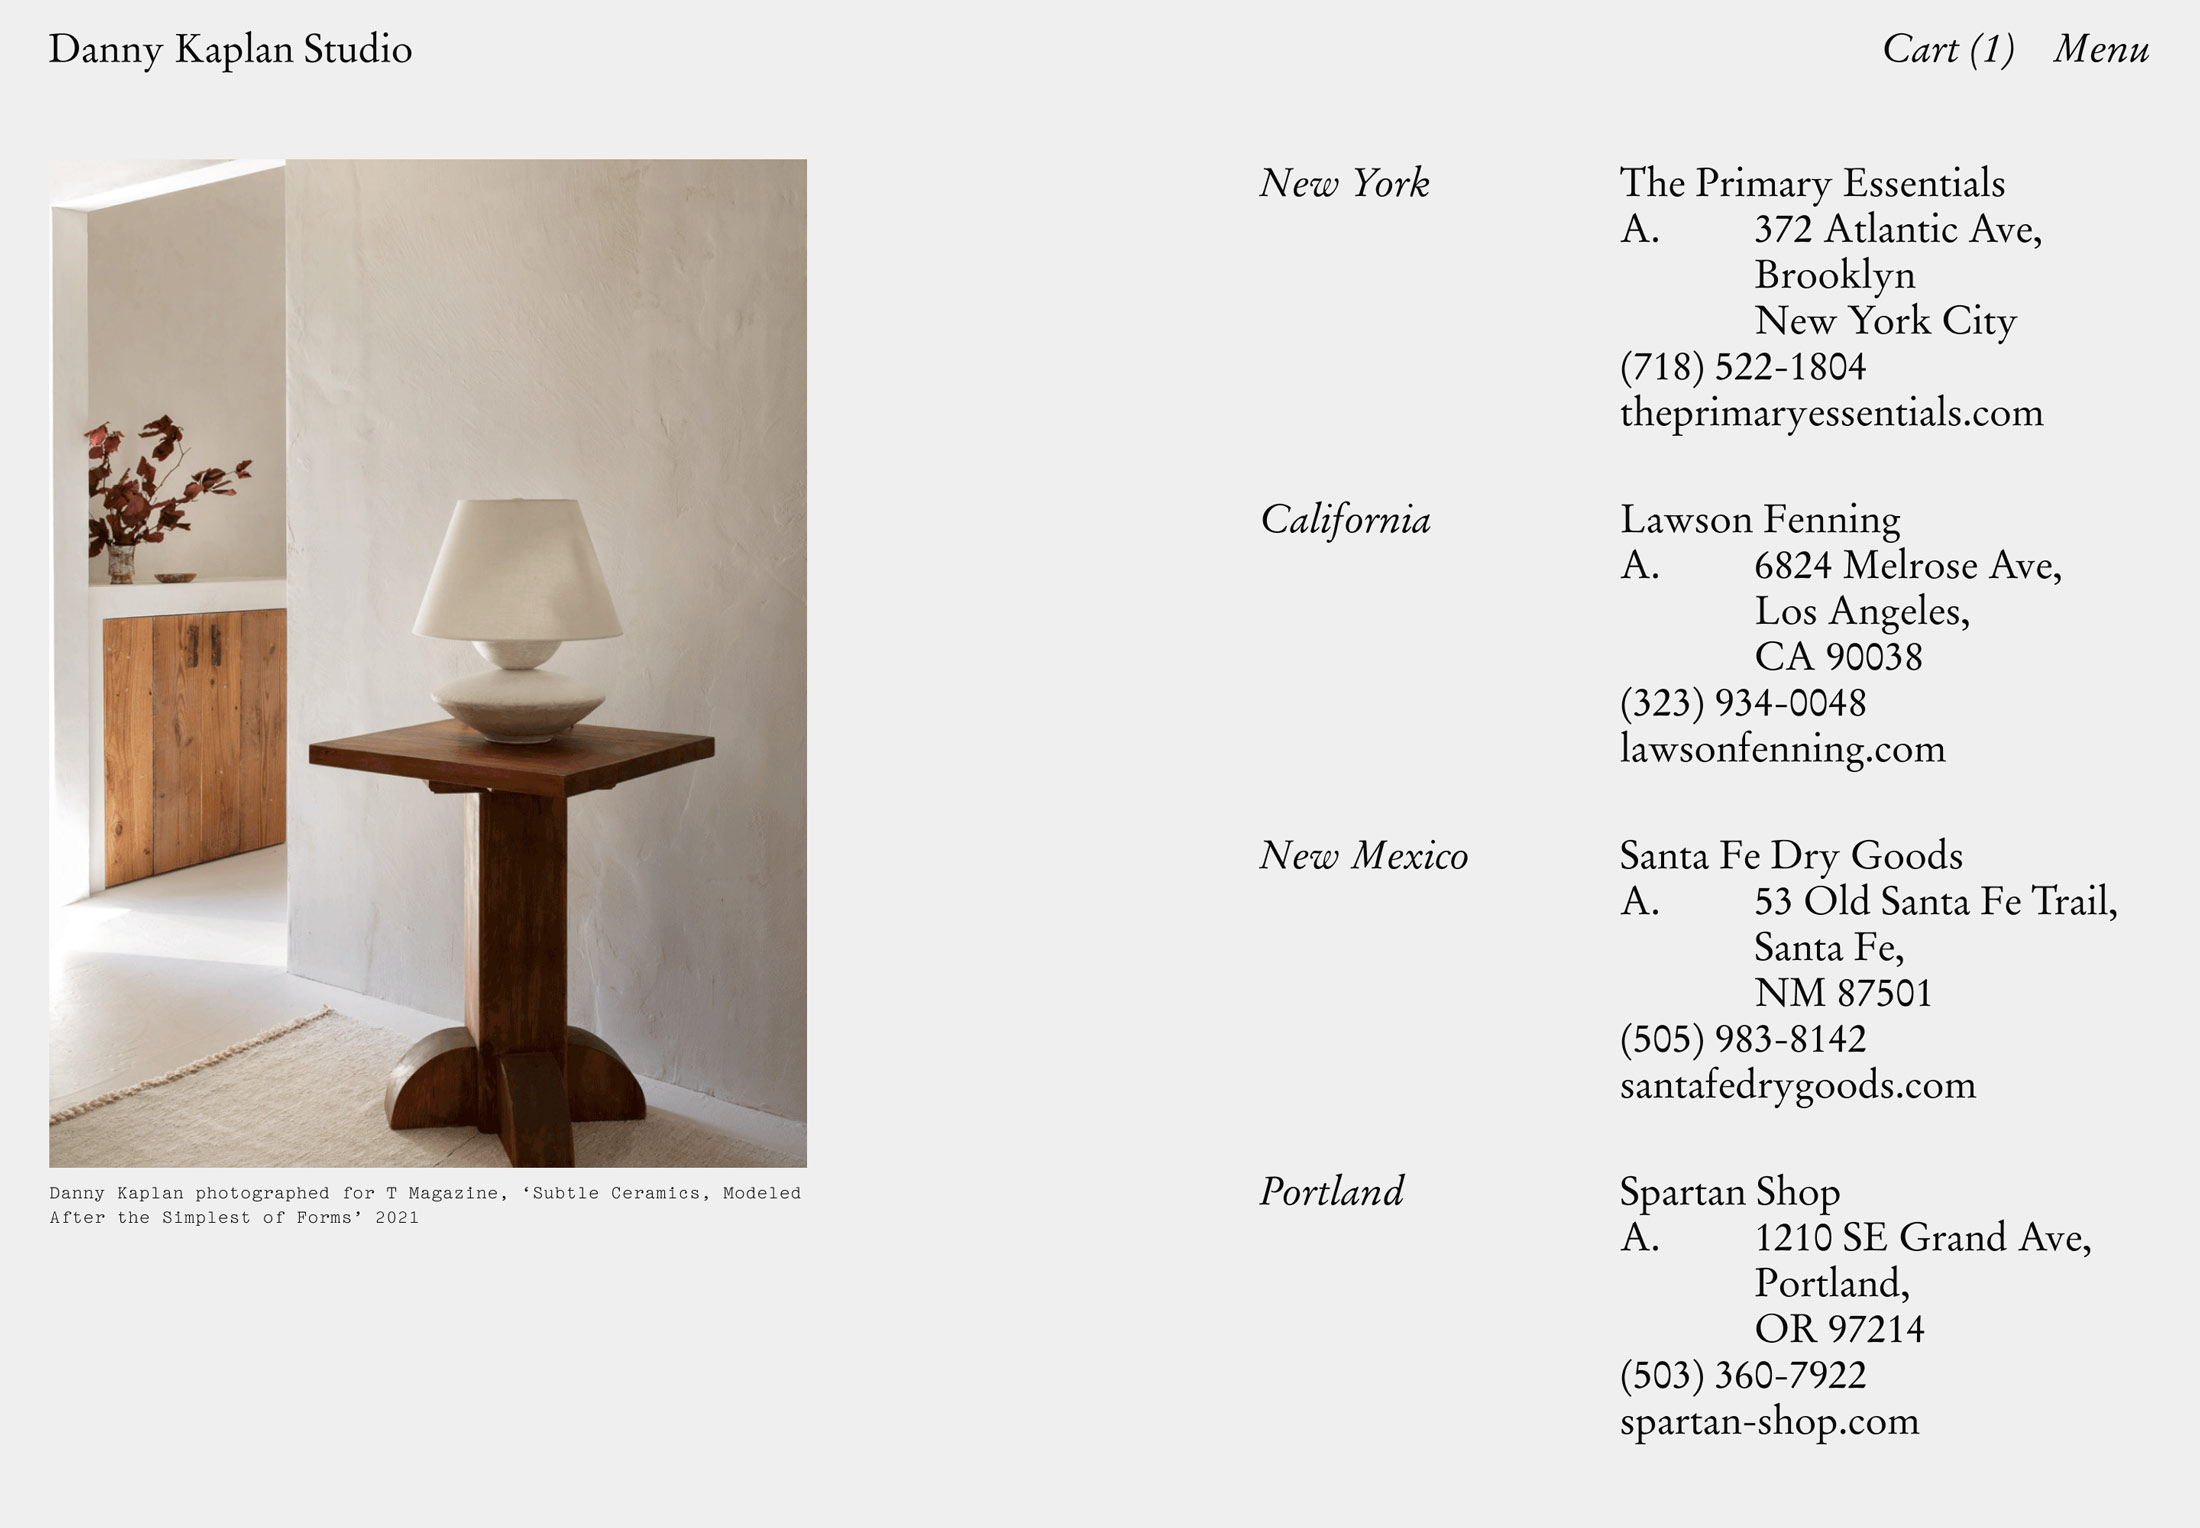 Danny Kaplan Studio
Cart (1) Menu
New York
The Primary Essentials
A. 372 Atlantic Ave,
Brooklyn
New York City
(718) 522-1804
theprimaryessentials.com
California
Lawson Fenning
A. 6824 Melrose Ave,
Los Angeles,
CA 90038
(323) 934-0048
lawsonfenning.com
New Mexico
Santa Fe Dry Goods
A. 53 Old Santa Fe Trail,
Santa Fe,
NM 87501
(505) 983-8142
santafedrygoods.com
Portland
Spartan Shop
A. 1210 SE Grand Ave,
Portland,
OR 97214
(503) 360-7922
spartan-shop.com
Danny Kaplan photographed for T Magazine, ‘Subtle Ceramics, Modeled
After the Simplest of Forms’ 2021